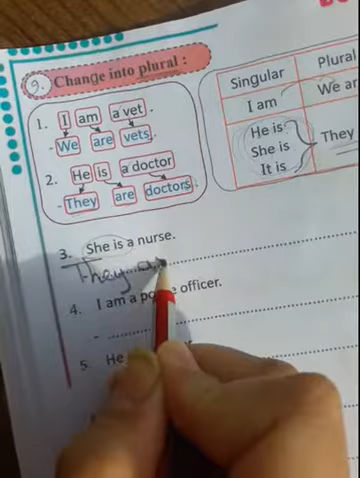 9. Change into plural :
1. I am a vet.
- We are vets.
2. He is a doctor
- They are doctors.
Singular Plural
I am We ar
He is
She is
It is
They
3. She is a nurse.
They
4. I am a officer.
-
5. He